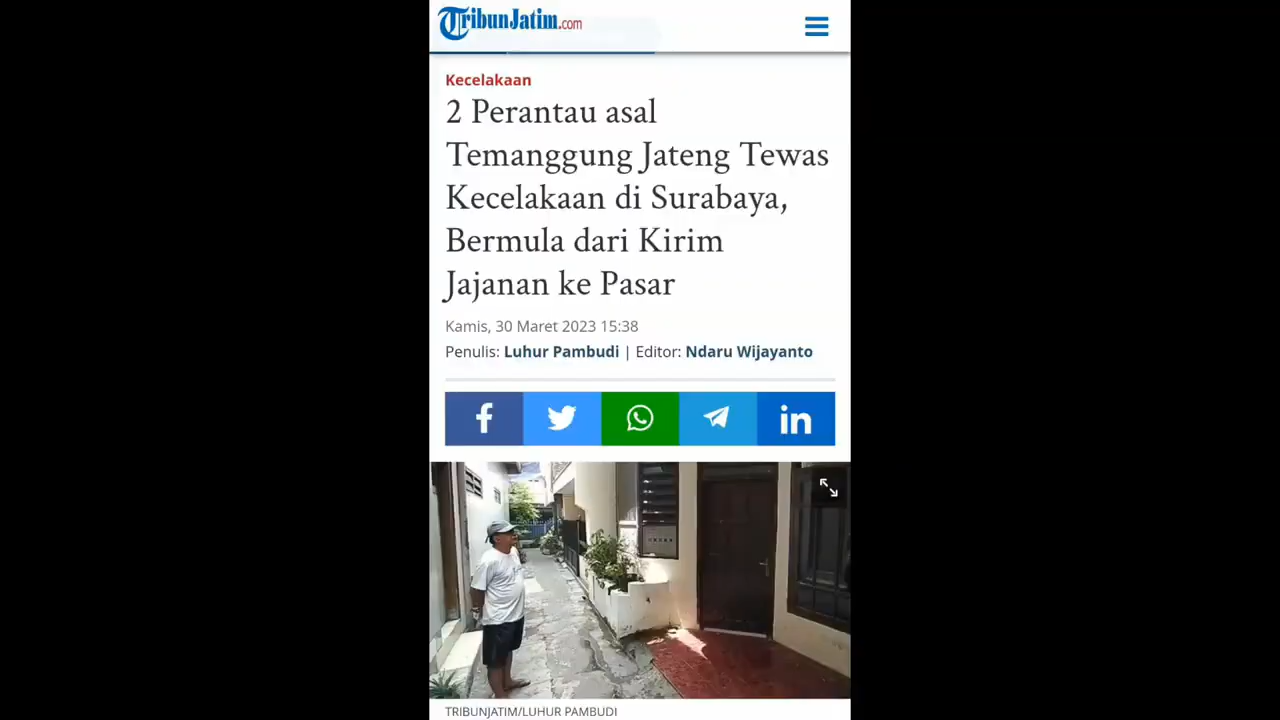 TribunJatim.com
Kecelakaan
2 Perantau asal
Temanggung Jateng Tewas
Kecelakaan di Surabaya,
Bermula dari Kirim
Jajanan ke Pasar
Kamis, 30 Maret 2023 15:38
Penulis: Luhur Pambudi | Editor: Ndaru Wijayanto
TRIBUNJATIM/LUHUR PAMBUDI